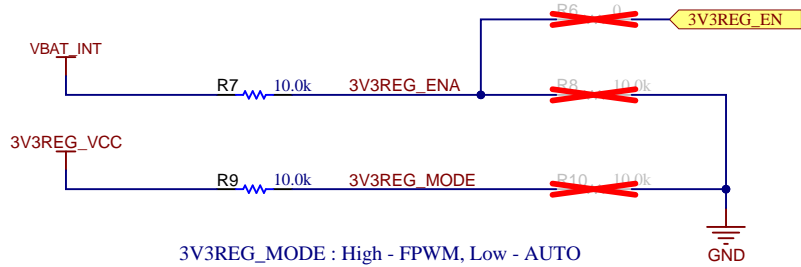 R6 0 3V3REG_EN
VBAT_INT
R7 10.0k 3V3REG_ENA R8 10.0k
3V3REG_VCC
R9 10.0k 3V3REG_MODE R10 10.0k
3V3REG_MODE : High - FPWM, Low - AUTO
GND